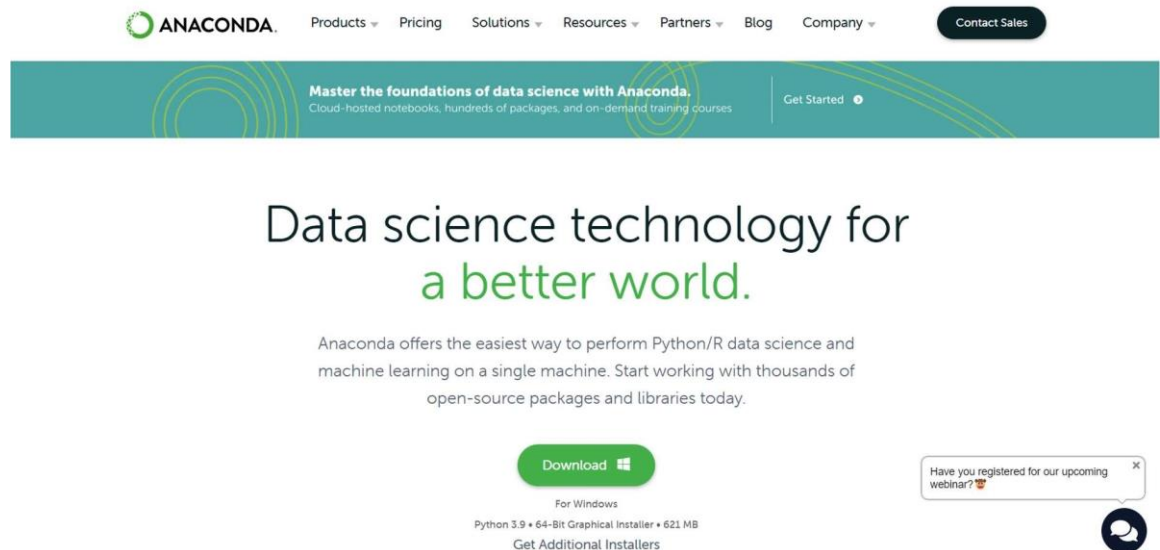 ANACONDA.
Products Pricing Solutions Resources Partners Blog Company Contact Sales
Master the foundations of data science with Anaconda.
Cloud-hosted notebooks, hundreds of packages, and on-demand training courses
Get Started
Data science technology for
a better world.
Anaconda offers the easiest way to perform Python/R data science and
machine learning on a single machine. Start working with thousands of
open-source packages and libraries today.
Download
For Windows
Python 3.9 • 64-Bit Graphical Installer • 621 MB
Get Additional Installers
Have you registered for our upcoming
webinar?